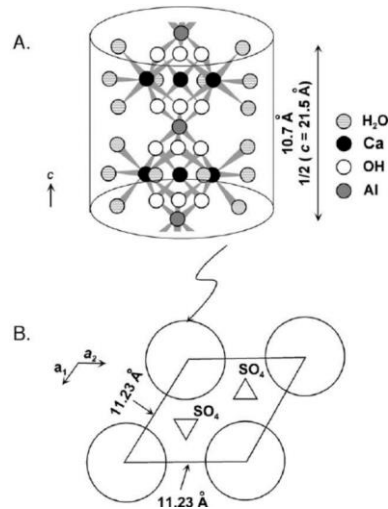 A.
H₂O
Ca
OH
Al
10.7 Å
1/2 (c = 21.5 Å)
c
B.
a₁
a₂
SO₄
SO₄
11.23 Å
11.23 Å